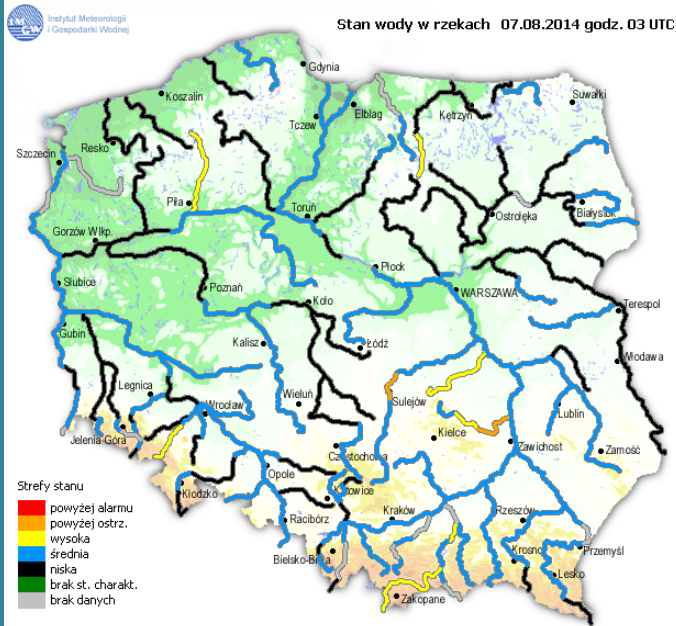 IMGW
Instytut Meteorologii
i Gospodarki Wodnej
Stan wody w rzekach 07.08.2014 godz. 03 UTC
Gdynia
Koszalin
Suwałki
Elbląg
Kętrzyn
Tczew
Resko
Szczecin
Piła
Toruń
Białystok
Ostrołęka
Gorzów Wlkp.
Płock
Słubice
Poznań
WARSZAWA
Koło
Terespol
Gubin
Kalisz
Łódź
Włodawa
Legnica
Wieluń
Sulejów
Wrocław
Lublin
Jelenia Góra
Kielce
Zawichost
Częstochowa
Zamość
Opole
Kłodzko
Katowice
Racibórz
Kraków
Rzeszów
Bielsko-Biała
Krosno
Przemyśl
Lesko
Zakopane
Strefy stanu
powyżej alarmu
powyżej ostrz.
wysoka
średnia
niska
brak st. charakt.
brak danych